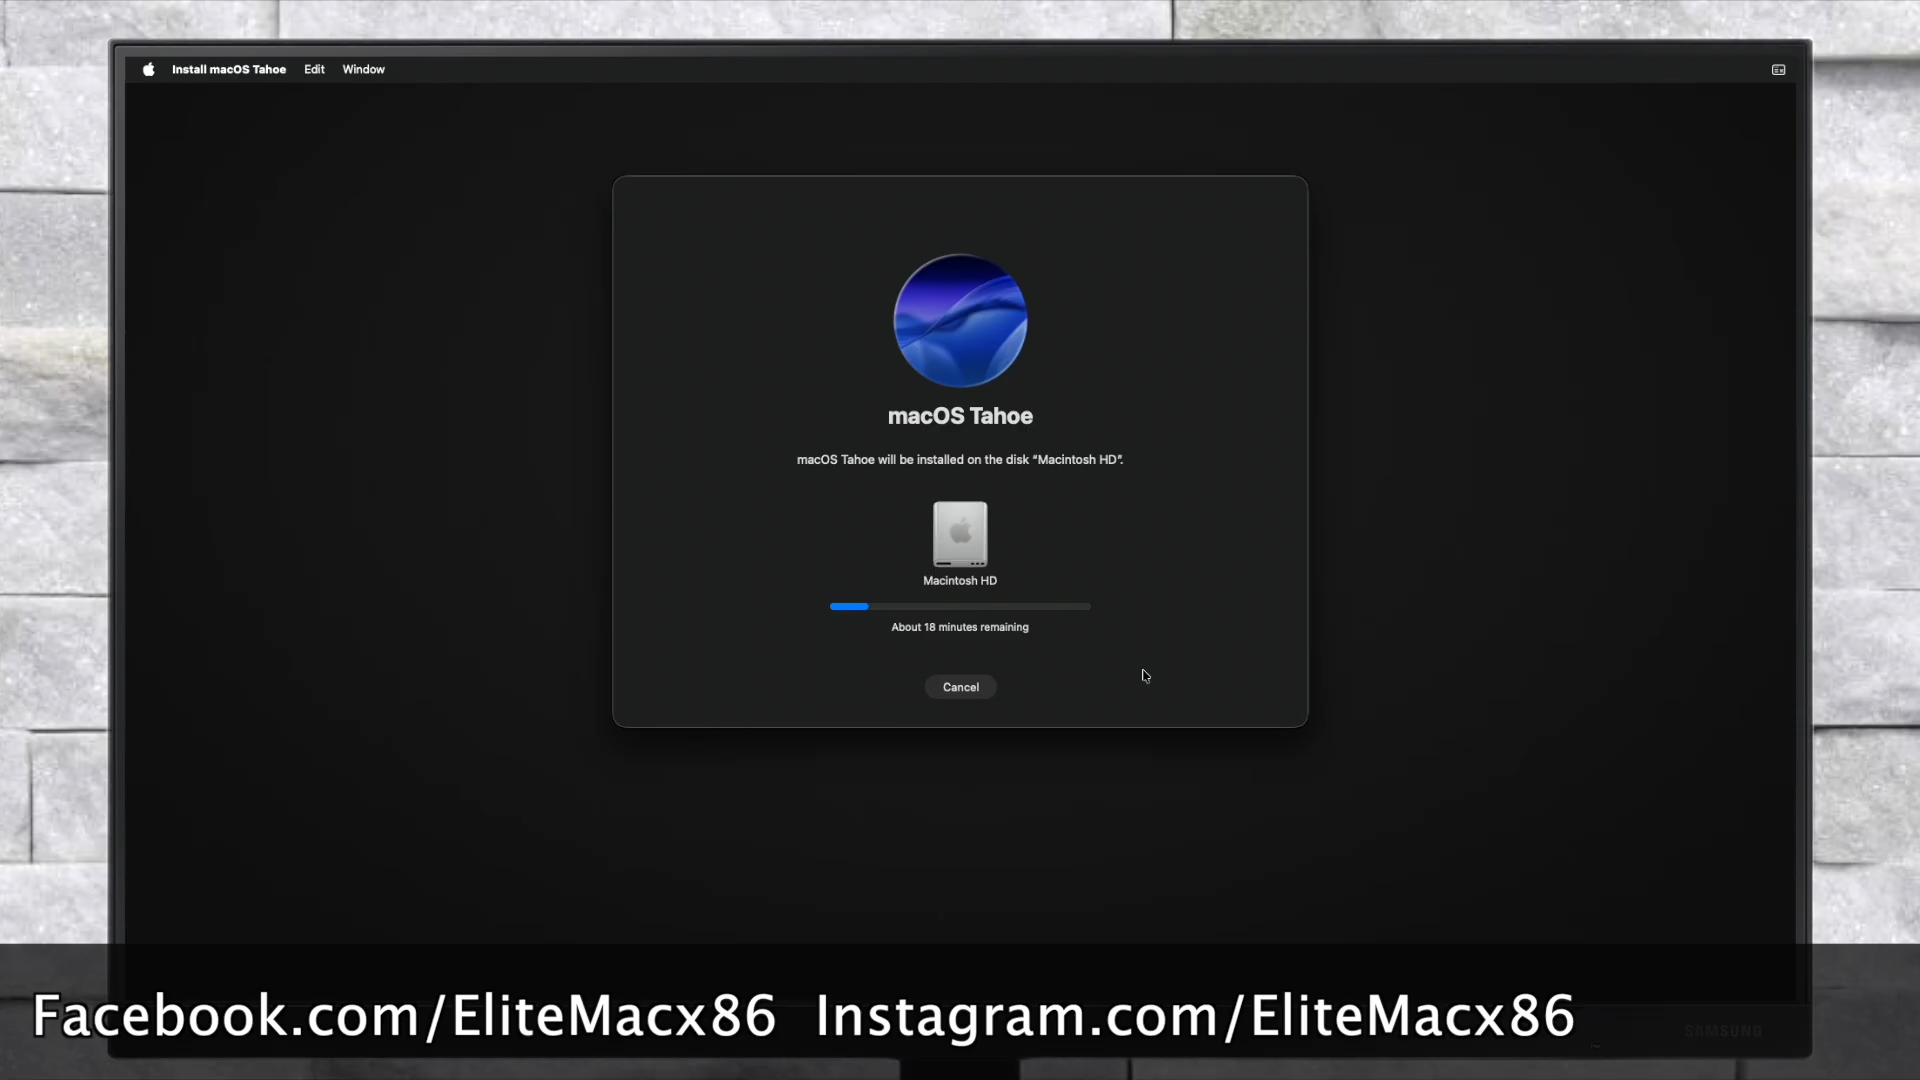 Install macOS Tahoe Edit Window
macOS Tahoe
macOS Tahoe will be installed on the disk “Macintosh HD”.
Macintosh HD
About 18 minutes remaining
Cancel
Facebook.com/EliteMacx86 Instagram.com/EliteMacx86
SAMSUNG